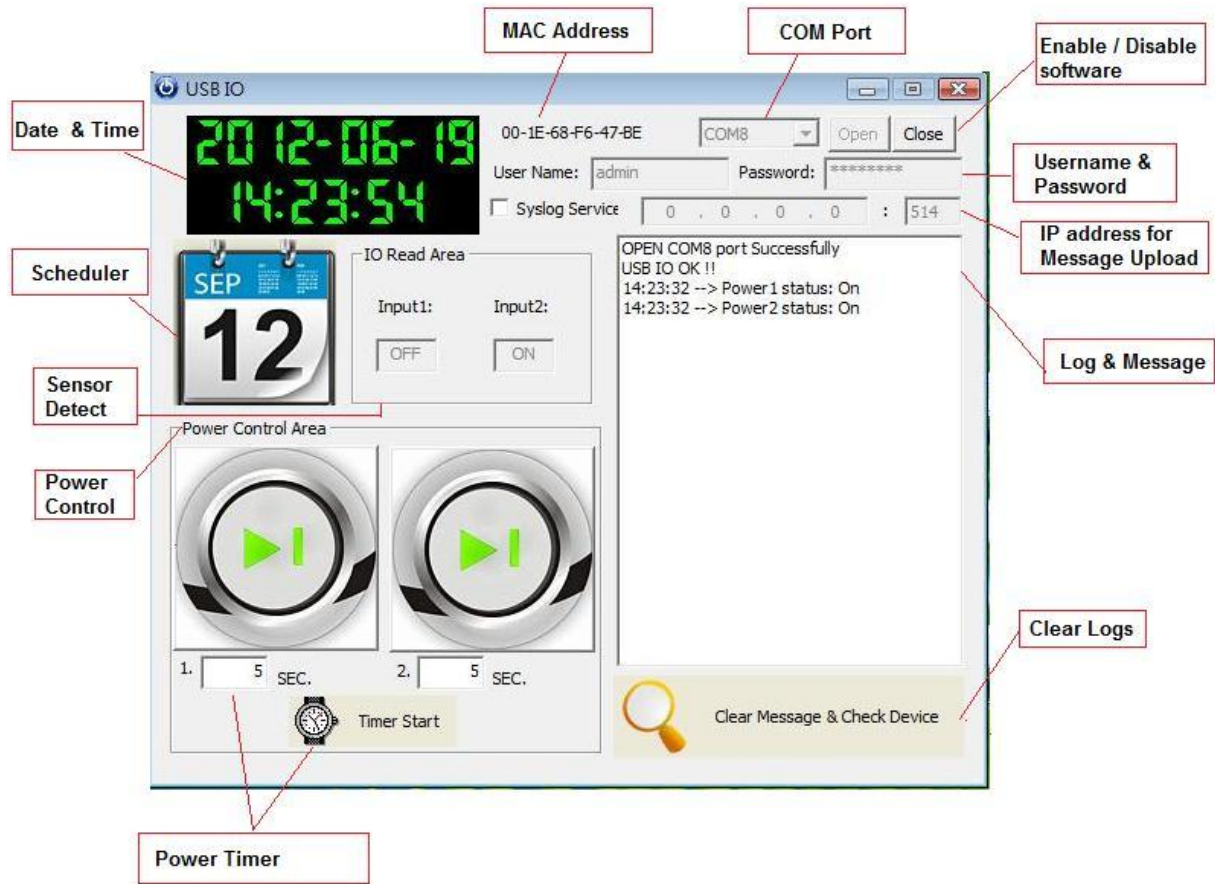 MAC Address
COM Port
Enable / Disable
software
USB IO
Date & Time
2012-06-19
14:23:54
00-1E-68-F6-47-BE
COM8
Open
Close
User Name:
admin
Password:
********
Username &
Password
Syslog Service
0 . 0 . 0 . 0 : 514
IP address for
Message Upload
Scheduler
SEP
12
IO Read Area
Input1:
Input2:
OFF
ON
OPEN COM8 port Successfully
USB IO OK !!
14:23:32 --> Power1 status: On
14:23:32 --> Power2 status: On
Log & Message
Sensor
Detect
Power Control Area
Power
Control
1. 5 SEC.
2. 5 SEC.
Timer Start
Clear Logs
Clear Message & Check Device
Power Timer